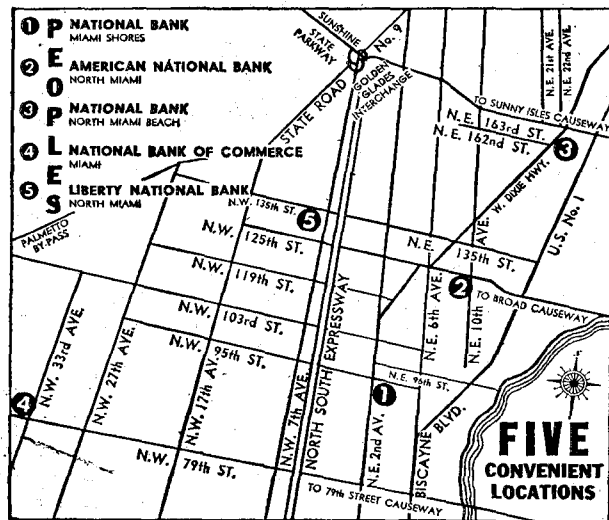 1 NATIONAL BANK
MIAMI SHORES
2 AMERICAN NATIONAL BANK
NORTH MIAMI
3 NATIONAL BANK
NORTH MIAMI BEACH
4 NATIONAL BANK OF COMMERCE
MIAMI
5 LIBERTY NATIONAL BANK
NORTH MIAMI
PEOPLES
SUNSHINE
STATE
PARKWAY
STATE ROAD No. 9
GOLDEN
GLADES
INTERCHANGE
N.E. 21st AVE.
N.E. 22nd AVE.
TO SUNNY ISLES CAUSEWAY
N.E. 163rd ST.
N.E. 162nd ST.
3
W. DIXIE HWY.
U.S. No. 1
PALMETTO
BY-PASS
N.W. 135th ST.
5
N.E. 135th ST.
N.W. 125th ST.
N.W. 119th ST.
N.W. 103rd ST.
N.W. 95th ST.
N.E. 96th ST.
2
TO BROAD CAUSEWAY
N.E. 6th AVE.
N.E. 10th AVE.
N.W. 33rd AVE.
N.W. 27th AVE.
N.W. 17th AV.
N.W. 7th AVE.
NORTH SOUTH EXPRESSWAY
N.E. 2nd AV.
1
BISCAYNE BLVD.
4
N.W. 79th ST.
TO 79th STREET CAUSEWAY
FIVE
CONVENIENT
LOCATIONS